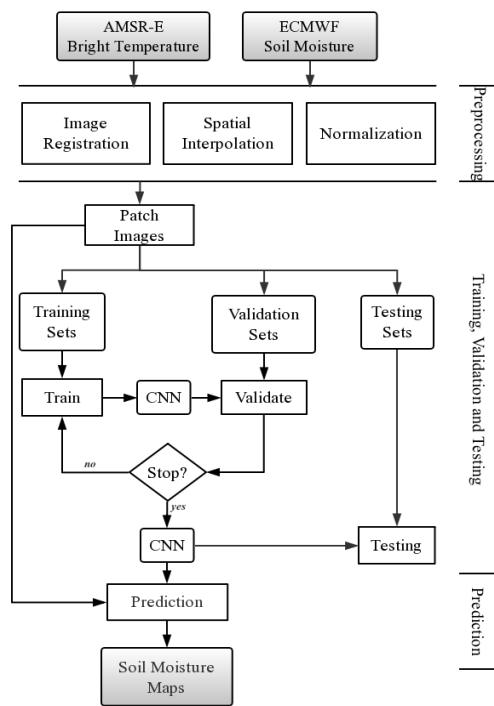 AMSR-E
Bright Temperature
ECMWF
Soil Moisture
Preprocessing
Image
Registration
Spatial
Interpolation
Normalization
Patch
Images
Training, Validation and Testing
Training
Sets
Validation
Sets
Testing
Sets
Train
CNN
Validate
no
Stop?
yes
CNN
Testing
Prediction
Prediction
Soil Moisture
Maps